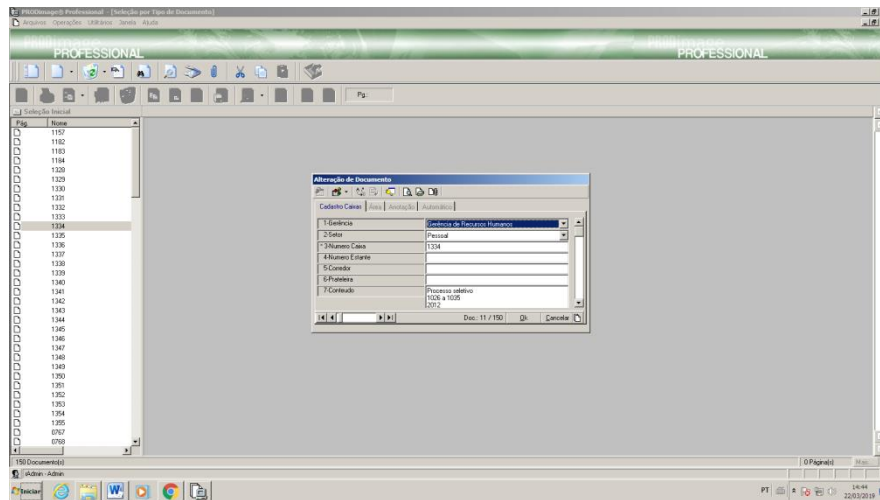 PRODImage® Professional - [Seleção por Tipo de Documento]
Arquivos Operações Utilitários Janela Ajuda
PROFESSIONAL PROFESSIONAL
Pg.:
Seleção Inicial
Pág. Nome
1157
1182
1183
1184
1328
1329
1330
1331
1332
1333
1334
1335
1336
1337
1338
1339
1340
1341
1342
1343
1344
1345
1346
1347
1348
1349
1350
1351
1352
1353
1354
1355
0767
0768
Alteração de Documento
Cadastro Caixas Área Anotação Automático
1-Gerência Gerência de Recursos Humanos
2-Setor Pessoal
* 3-Numero Caixa 1334
4-Numero Estante
5-Corredor
6-Prateleira
7-Conteudo Processo seletivo
1026 a 1035
2012
Doc.: 11 / 150 Ok Cancelar
150 Documento(s) 0 Página(s)
iAdmin - Admin
Iniciar PT 14:44
22/03/2019